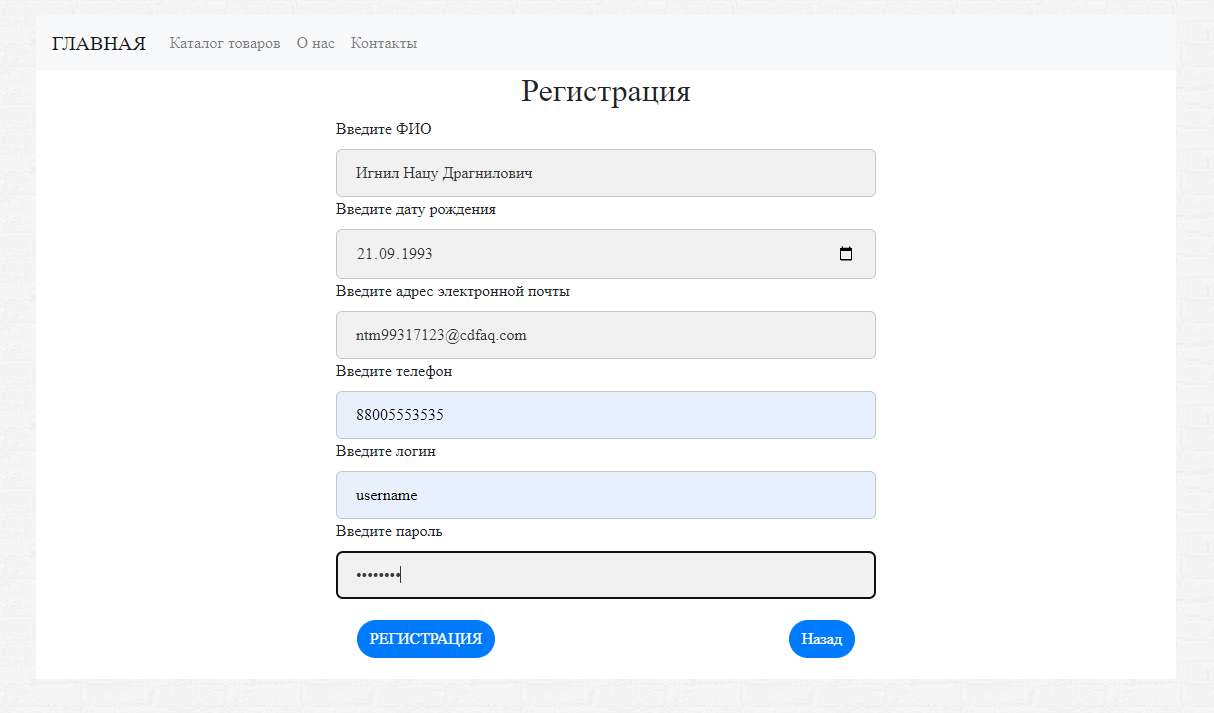 ГЛАВНАЯ Каталог товаров О нас Контакты
Регистрация
Введите ФИО
Игнил Нацу Драгнилович
Введите дату рождения
21.09.1993
Введите адрес электронной почты
ntm99317123@cdfaq.com
Введите телефон
88005553535
Введите логин
username
Введите пароль
••••••••
РЕГИСТРАЦИЯ Назад